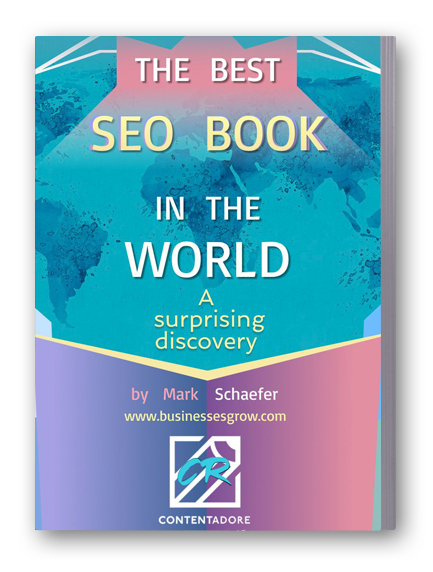 THE BEST
SEO BOOK
IN THE
WORLD
A
surprising
discovery
by Mark Schaefer
www.businessesgrow.com
CR
CONTENTADORE